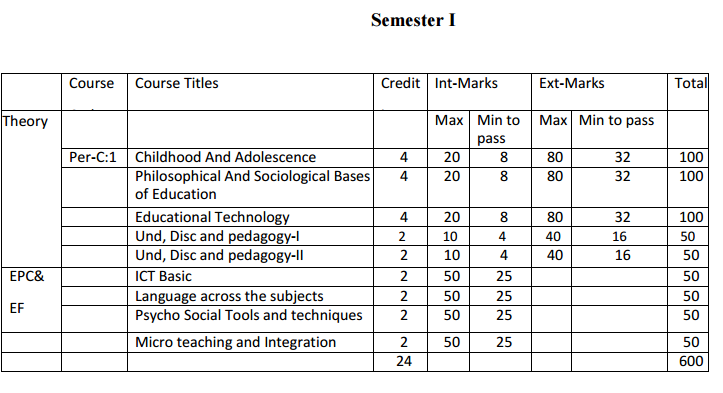 Semester I
Course Course Titles Credit Int-Marks Ext-Marks Total
Theory Max Min to pass Max Min to pass
Per-C:1 Childhood And Adolescence 4 20 8 80 32 100
Philosophical And Sociological Bases of Education 4 20 8 80 32 100
Educational Technology 4 20 8 80 32 100
Und, Disc and pedagogy-I 2 10 4 40 16 50
Und, Disc and pedagogy-II 2 10 4 40 16 50
EPC& EF ICT Basic 2 50 25 50
Language across the subjects 2 50 25 50
Psycho Social Tools and techniques 2 50 25 50
Micro teaching and Integration 2 50 25 50
24 600